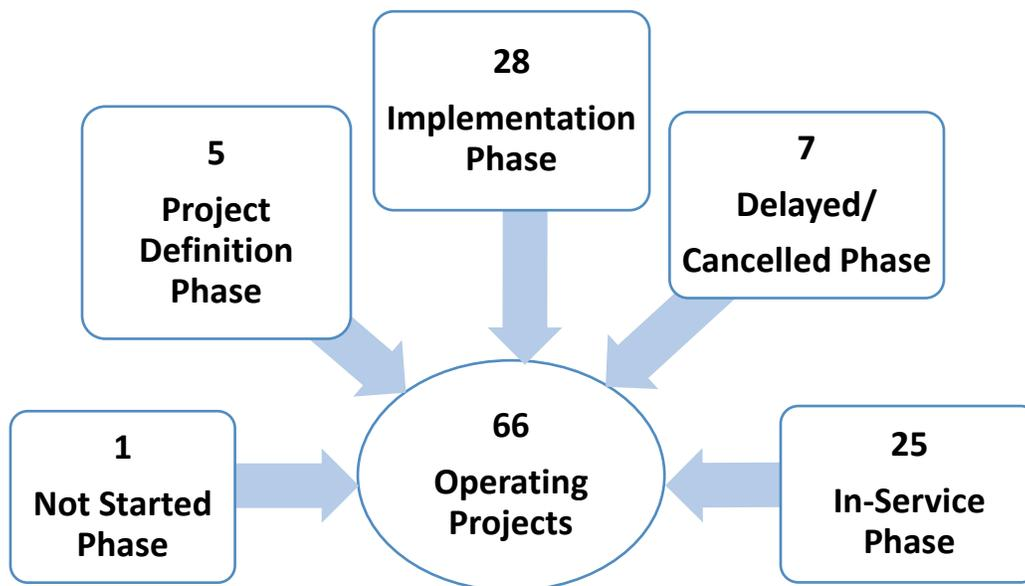 28
Implementation
Phase
5
Project
Definition
Phase
7
Delayed/
Cancelled Phase
1
Not Started
Phase
66
Operating
Projects
25
In-Service
Phase